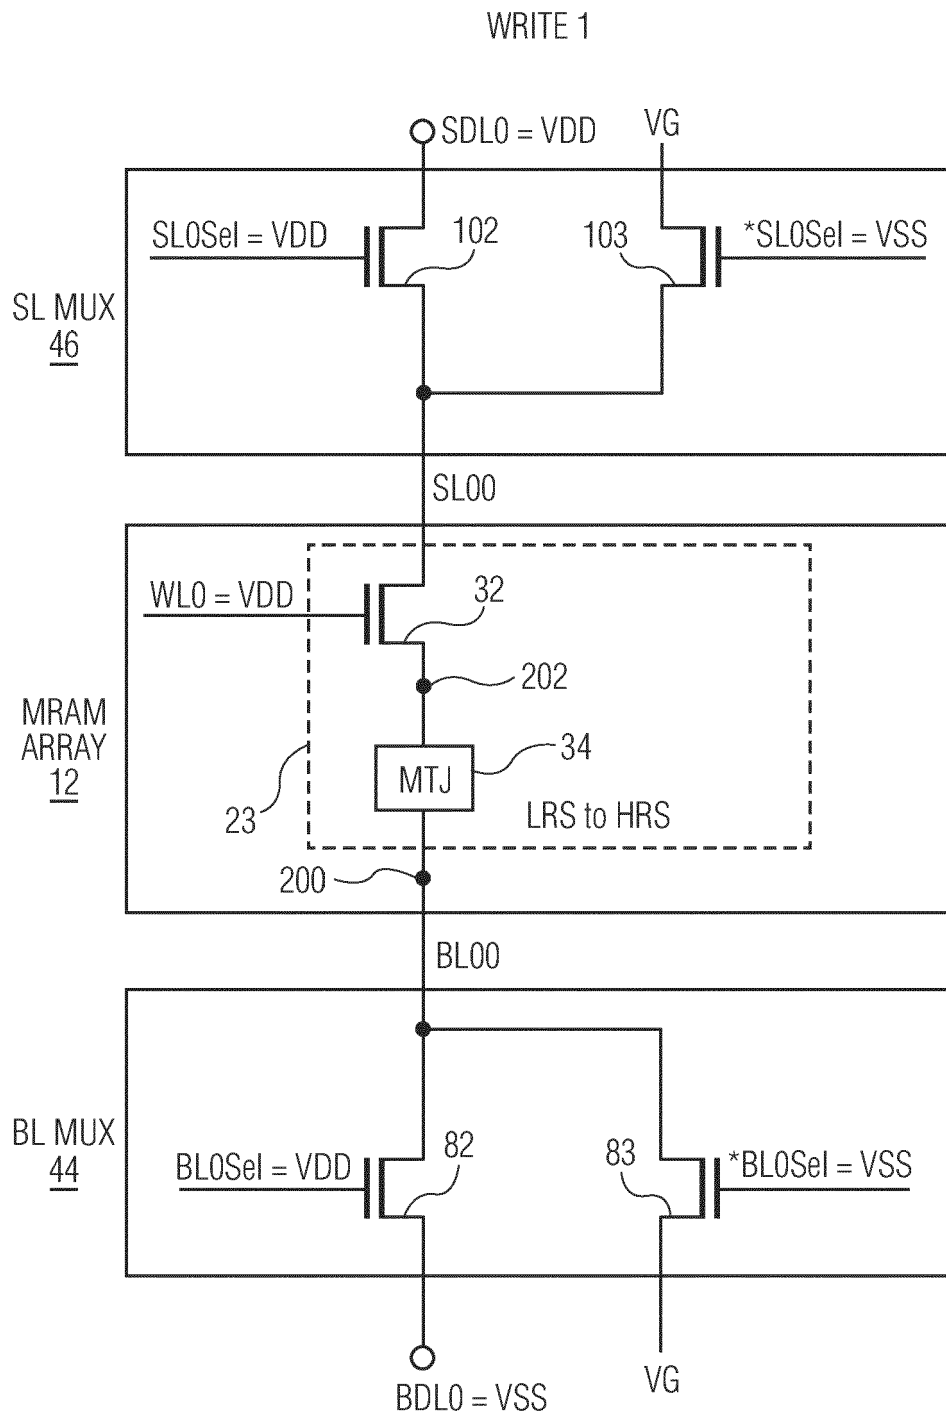 WRITE 1
SDL0 = VDD
VG
SL0Sel = VDD
102
103
*SL0Sel = VSS
SL MUX
46
SL00
WL0 = VDD
32
202
MRAM
ARRAY
12
34
MTJ
23
LRS to HRS
200
BL00
BL MUX
44
BL0Sel = VDD
82
83
*BL0Sel = VSS
BDL0 = VSS
VG